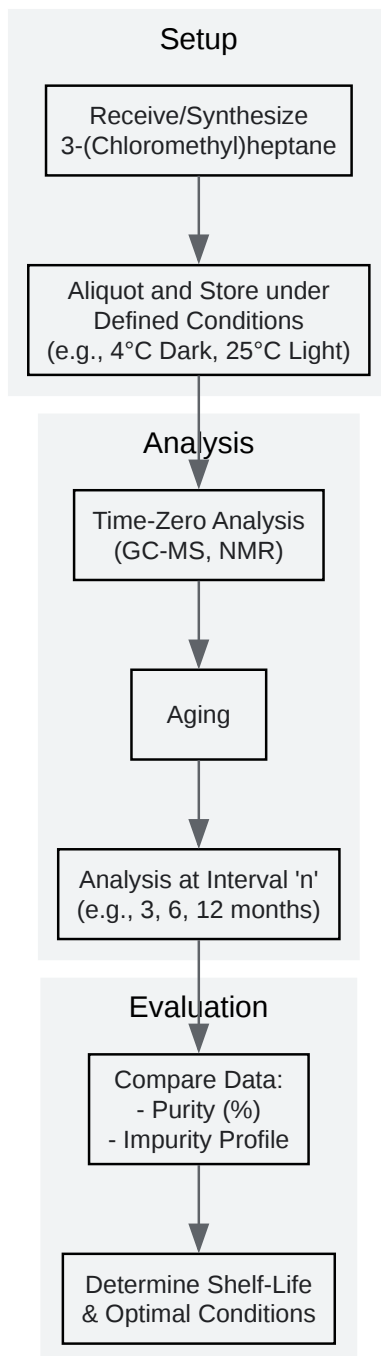 Setup
Receive/Synthesize
3-(Chloromethyl)heptane
Aliquot and Store under
Defined Conditions
(e.g., 4°C Dark, 25°C Light)
Analysis
Time-Zero Analysis
(GC-MS, NMR)
Aging
Analysis at Interval 'n'
(e.g., 3, 6, 12 months)
Evaluation
Compare Data:
- Purity (%)
- Impurity Profile
Determine Shelf-Life
& Optimal Conditions